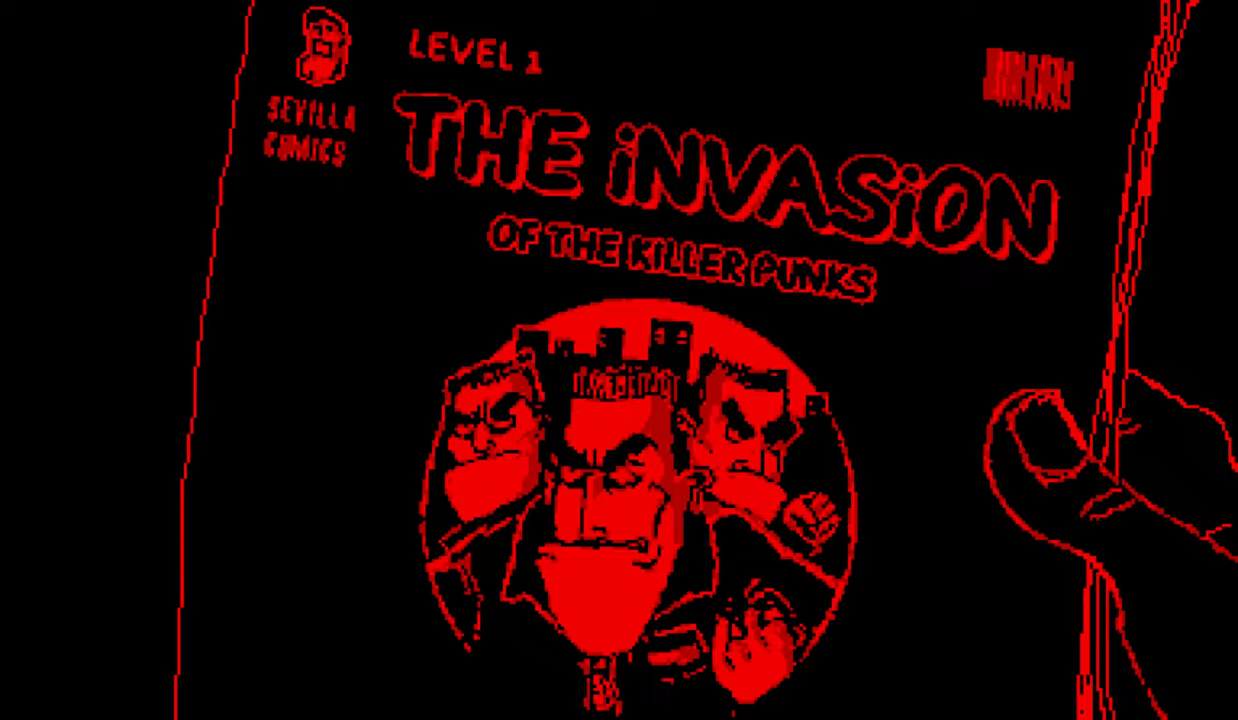 LEVEL 1
SEVILLA
COMICS
THE iNVASiON
OF THE KILLER PUNKS